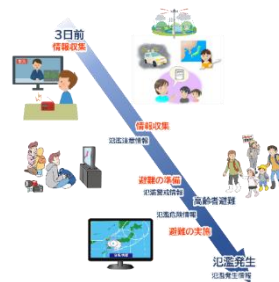 3日前
情報収集
情報収集
氾濫注意情報
避難の準備
氾濫警戒情報
高齢者避難
氾濫危険情報
避難の実施
氾濫発生
氾濫発生情報